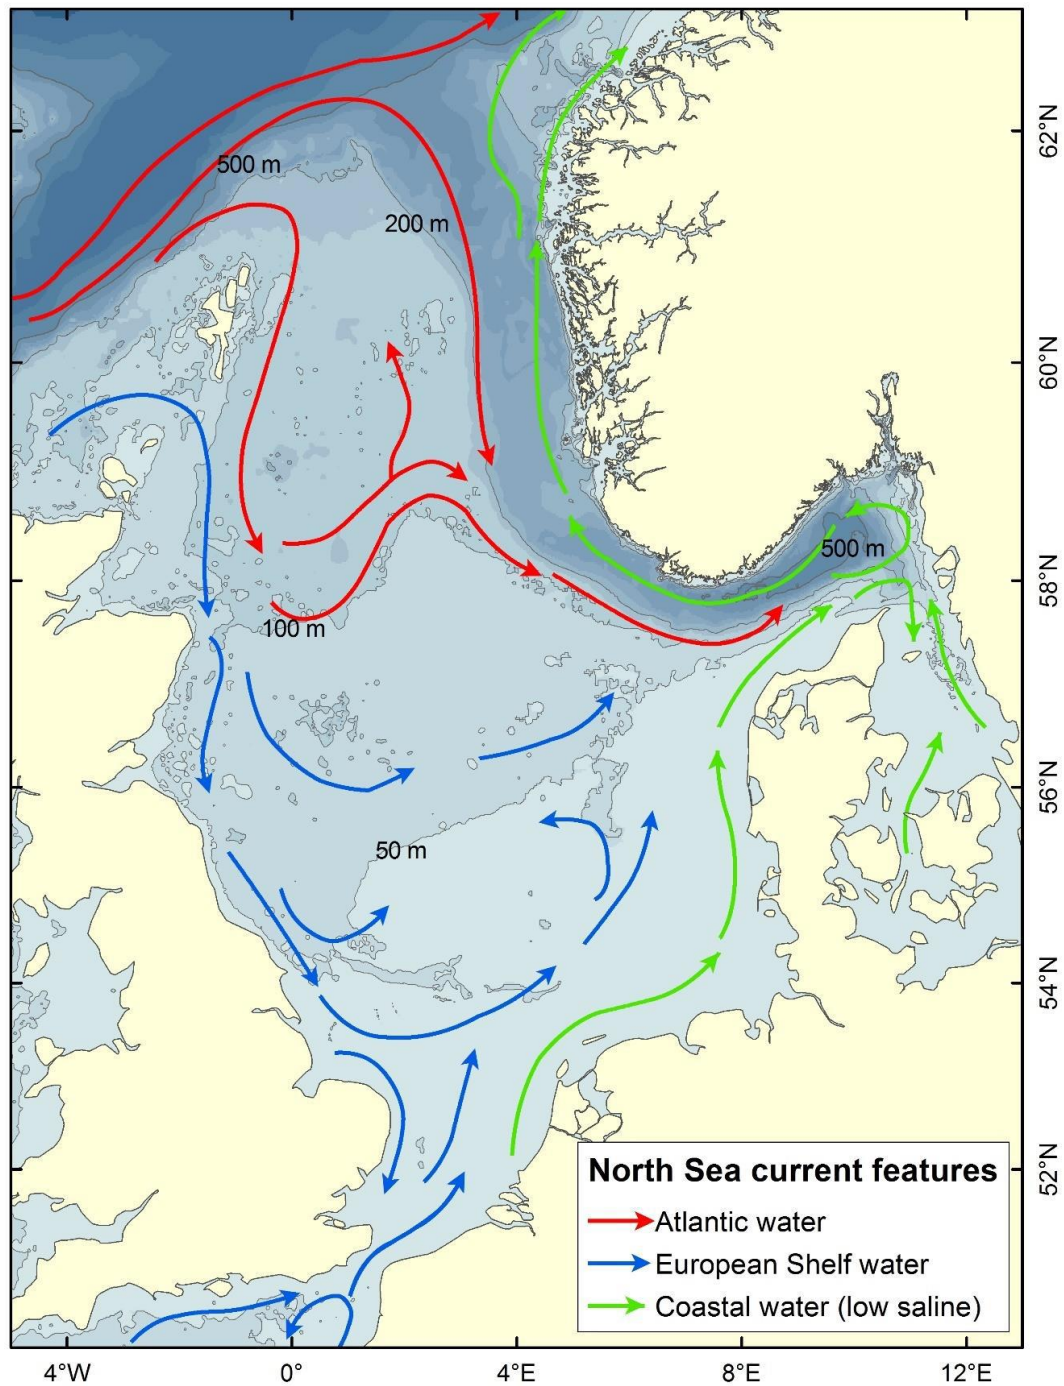 500 m
200 m
62°N
60°N
500 m
58°N
100 m
56°N
50 m
54°N
52°N
North Sea current features
Atlantic water
European Shelf water
Coastal water (low saline)
4°W
0°
4°E
8°E
12°E